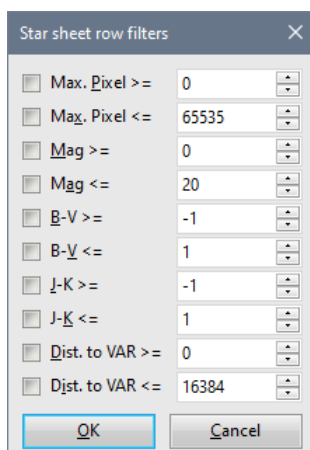 Star sheet row filters
Max. Pixel >= 0
Max. Pixel <= 65535
Mag >= 0
Mag <= 20
B-V >= -1
B-V <= 1
J-K >= -1
J-K <= 1
Dist. to VAR >= 0
Dist. to VAR <= 16384
OK Cancel